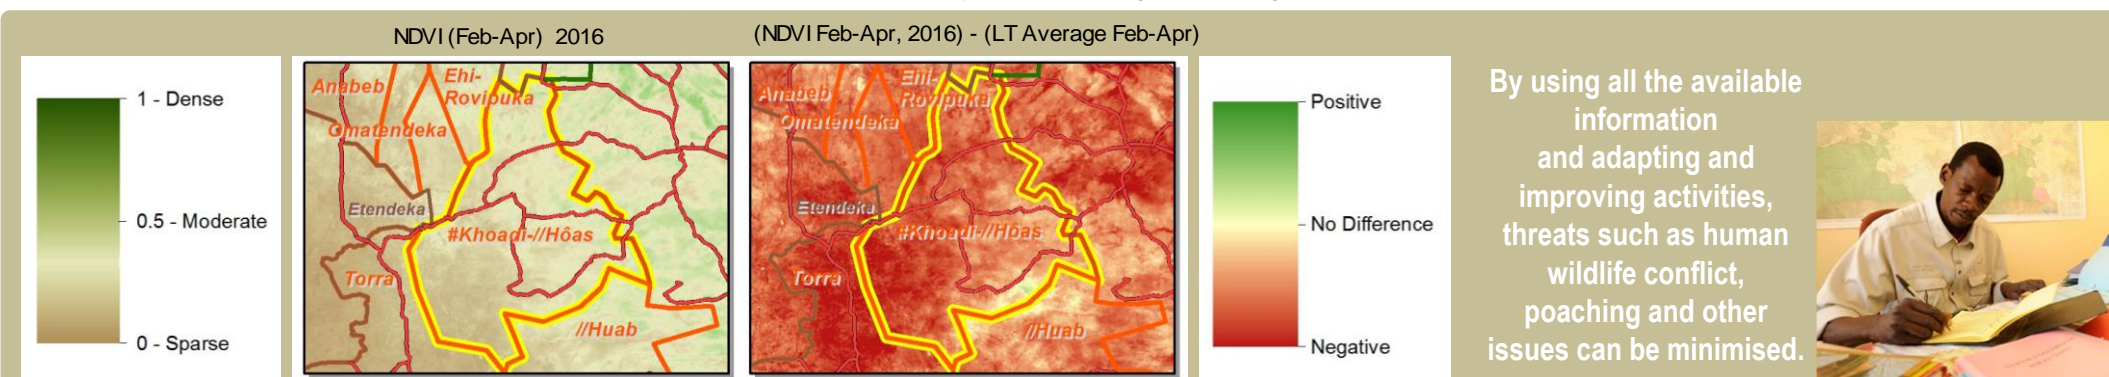 NDVI (Feb-Apr) 2016
(NDVI Feb-Apr, 2016) - (LT Average Feb-Apr)
1 - Dense
0.5 - Moderate
0 - Sparse
Anabeb
Ehi-
Rovipuka
Omatendeka
Etendeka
#Khoadi-//Hôas
Torra
//Huab
Anabeb
Ehi-
Rovipuka
Omatendeka
Etendeka
#Khoadi-//Hôas
Torra
//Huab
Positive
No Difference
Negative
By using all the available
information
and adapting and
improving activities,
threats such as human
wildlife conflict,
poaching and other
issues can be minimised.